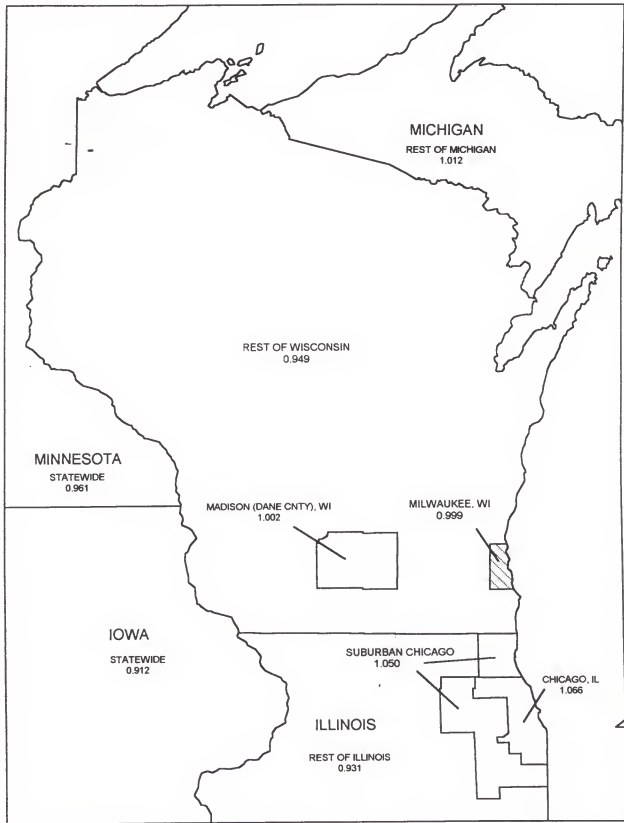 MICHIGAN
REST OF MICHIGAN
1.012
REST OF WISCONSIN
0.949
MINNESOTA
STATEWIDE
0.961
MADISON (DANE CNTY), WI
1.002
MILWAUKEE, WI
0.999
IOWA
STATEWIDE
0.912
SUBURBAN CHICAGO
1.050
CHICAGO, IL
1.066
ILLINOIS
REST OF ILLINOIS
0.931